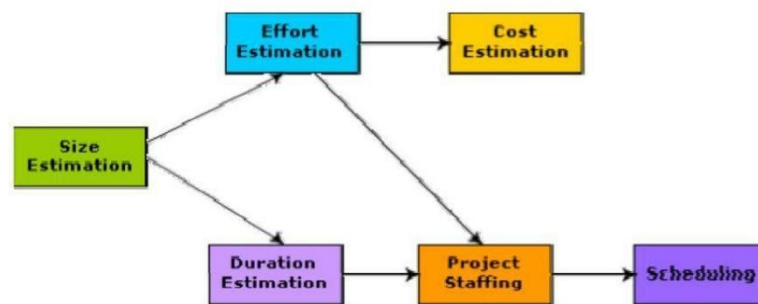 Effort
Estimation
Cost
Estimation
Size
Estimation
Duration
Estimation
Project
Staffing
Scheduling